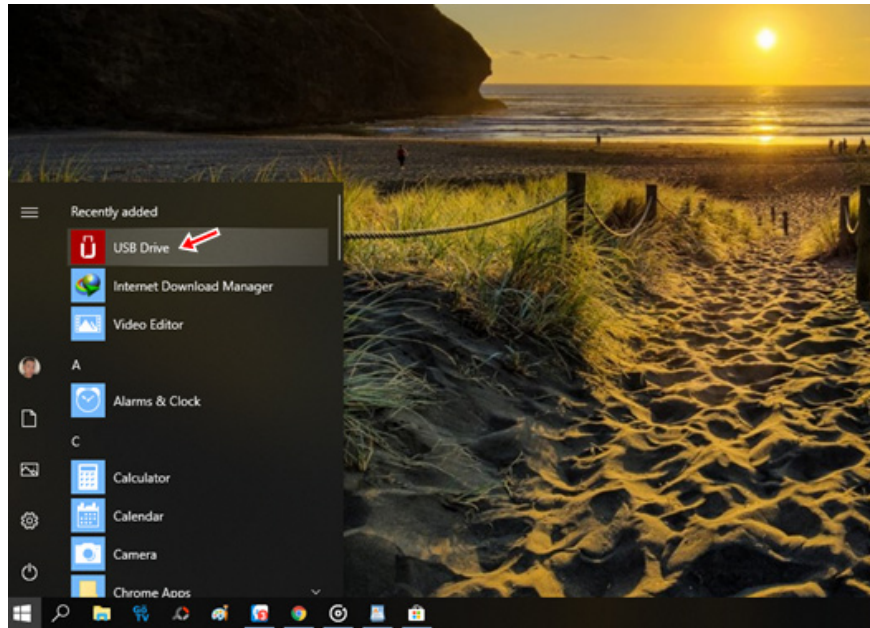 Recently added
USB Drive
Internet Download Manager
Video Editor
A
Alarms & Clock
C
Calculator
Calendar
Camera
Chrome Apps